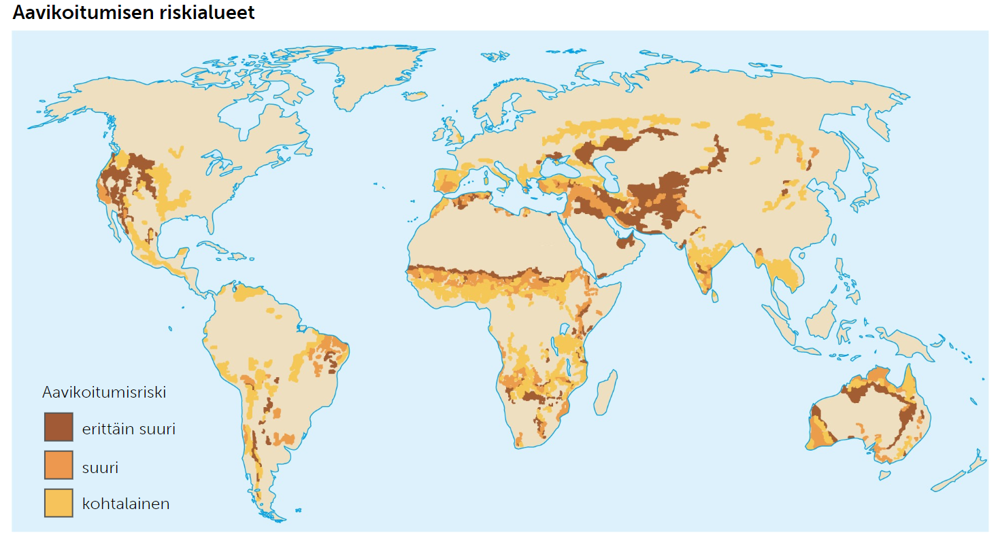 Aavikoitumisen riskialueet
Aavikoitumisriski
erittäin suuri
suuri
kohtalainen